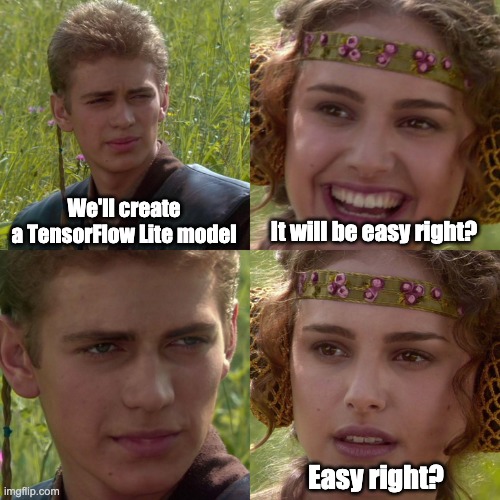 We'll create
a TensorFlow Lite model
It will be easy right?
Easy right?
imgflip.com